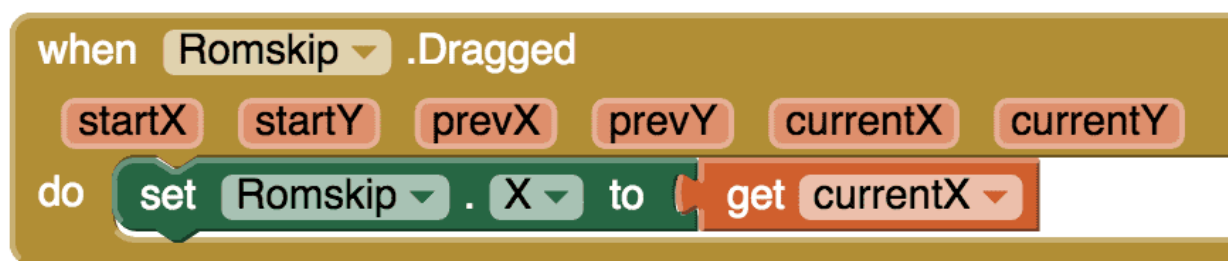 when Romskip .Dragged
startX startY prevX prevY currentX currentY
do set Romskip . X to get currentX